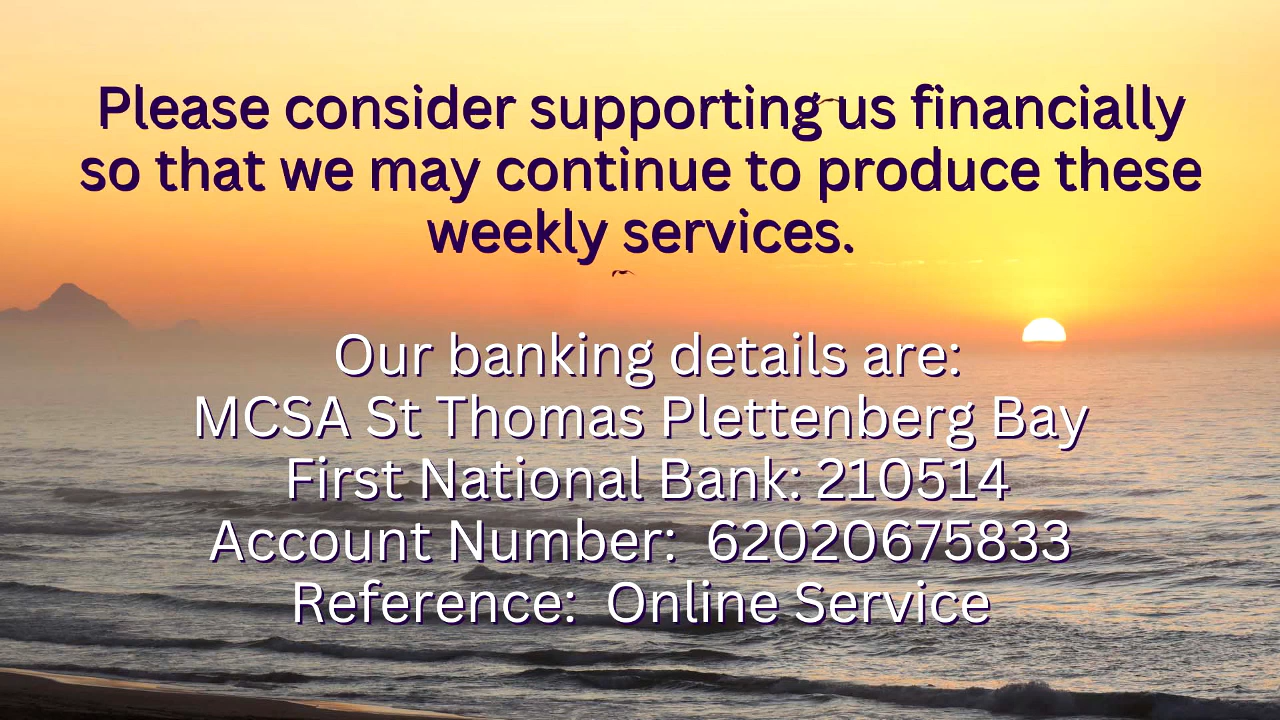 Please consider supporting us financially
so that we may continue to produce these
weekly services.
Our banking details are:
MCSA St Thomas Plettenberg Bay
First National Bank: 210514
Account Number: 62020675833
Reference: Online Service